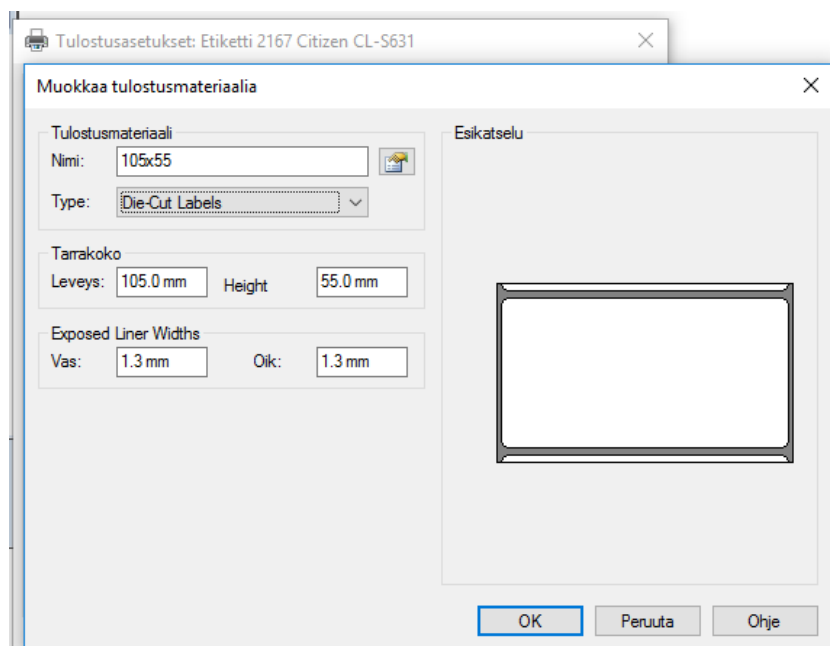 Tulostusasetukset: Etiketti 2167 Citizen CL-S631
Muokkaa tulostusmateriaalia
Tulostusmateriaali
Nimi: 105x55
Type: Die-Cut Labels
Tarrakoko
Leveys: 105.0 mm Height 55.0 mm
Exposed Liner Widths
Vas: 1.3 mm Oik: 1.3 mm
Esikatselu
OK Peruuta Ohje